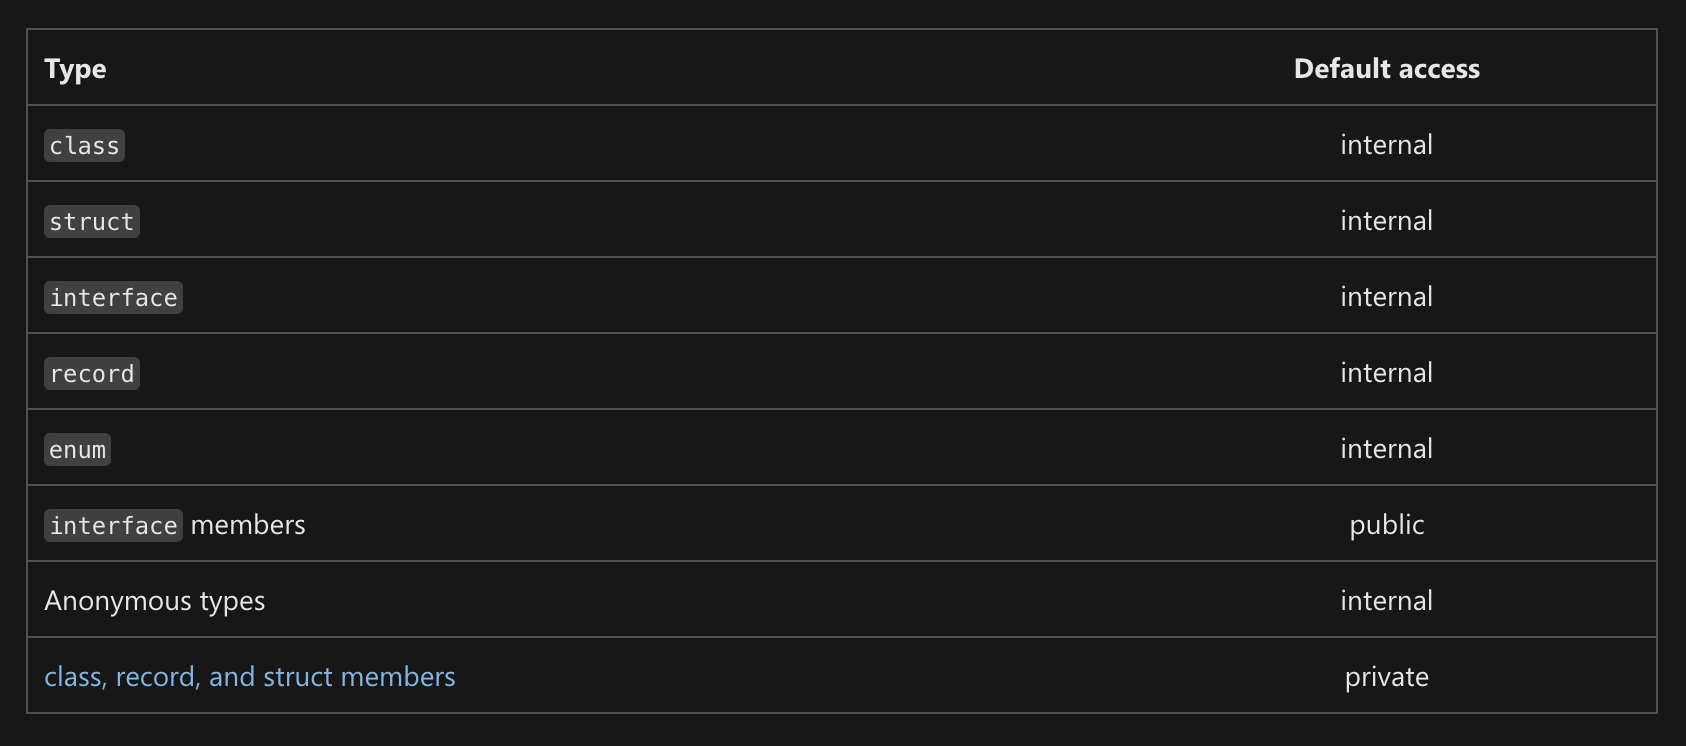 Type Default access
class internal
struct internal
interface internal
record internal
enum internal
interface members public
Anonymous types internal
class, record, and struct members private